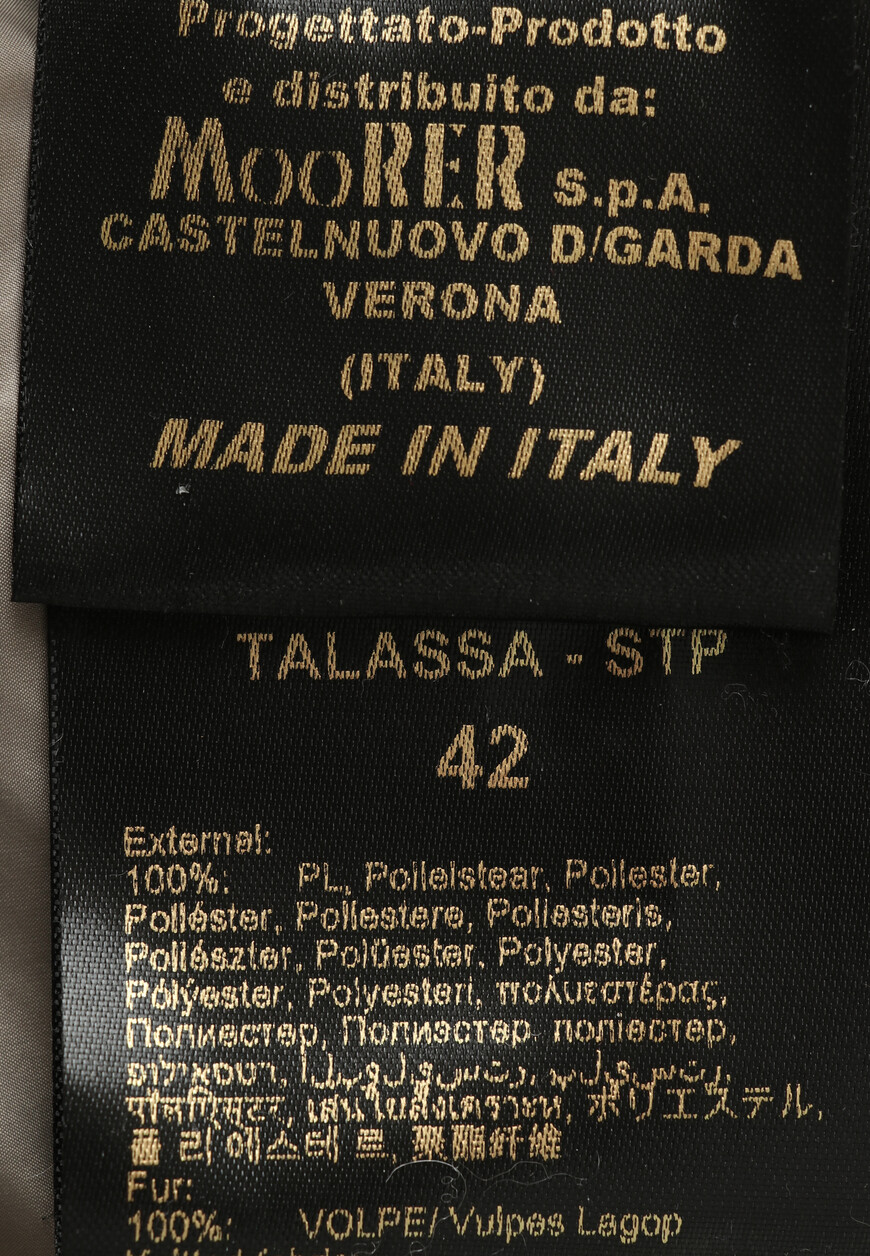 Progettato-Prodotto
e distribuito da:
MooRER s.p.A.
CASTELNUOVO D/GARDA
VERONA
(ITALY)
MADE IN ITALY
TALASSA - STP
42
External:
100%: PL, Polleistear, Poliester,
Poliéster, Poliestere, Poliesteris,
Poliészter, Polüester, Polyester,
Pólýester, Polyesteri, πολυεστέρας,
Полиестер, Полиэстер поліестер,
פוליאסטר,
ポリエステル,
폴리에스테르, 聚酯纤维
Fur:
100%: VOLPE/Vulpes Lagop